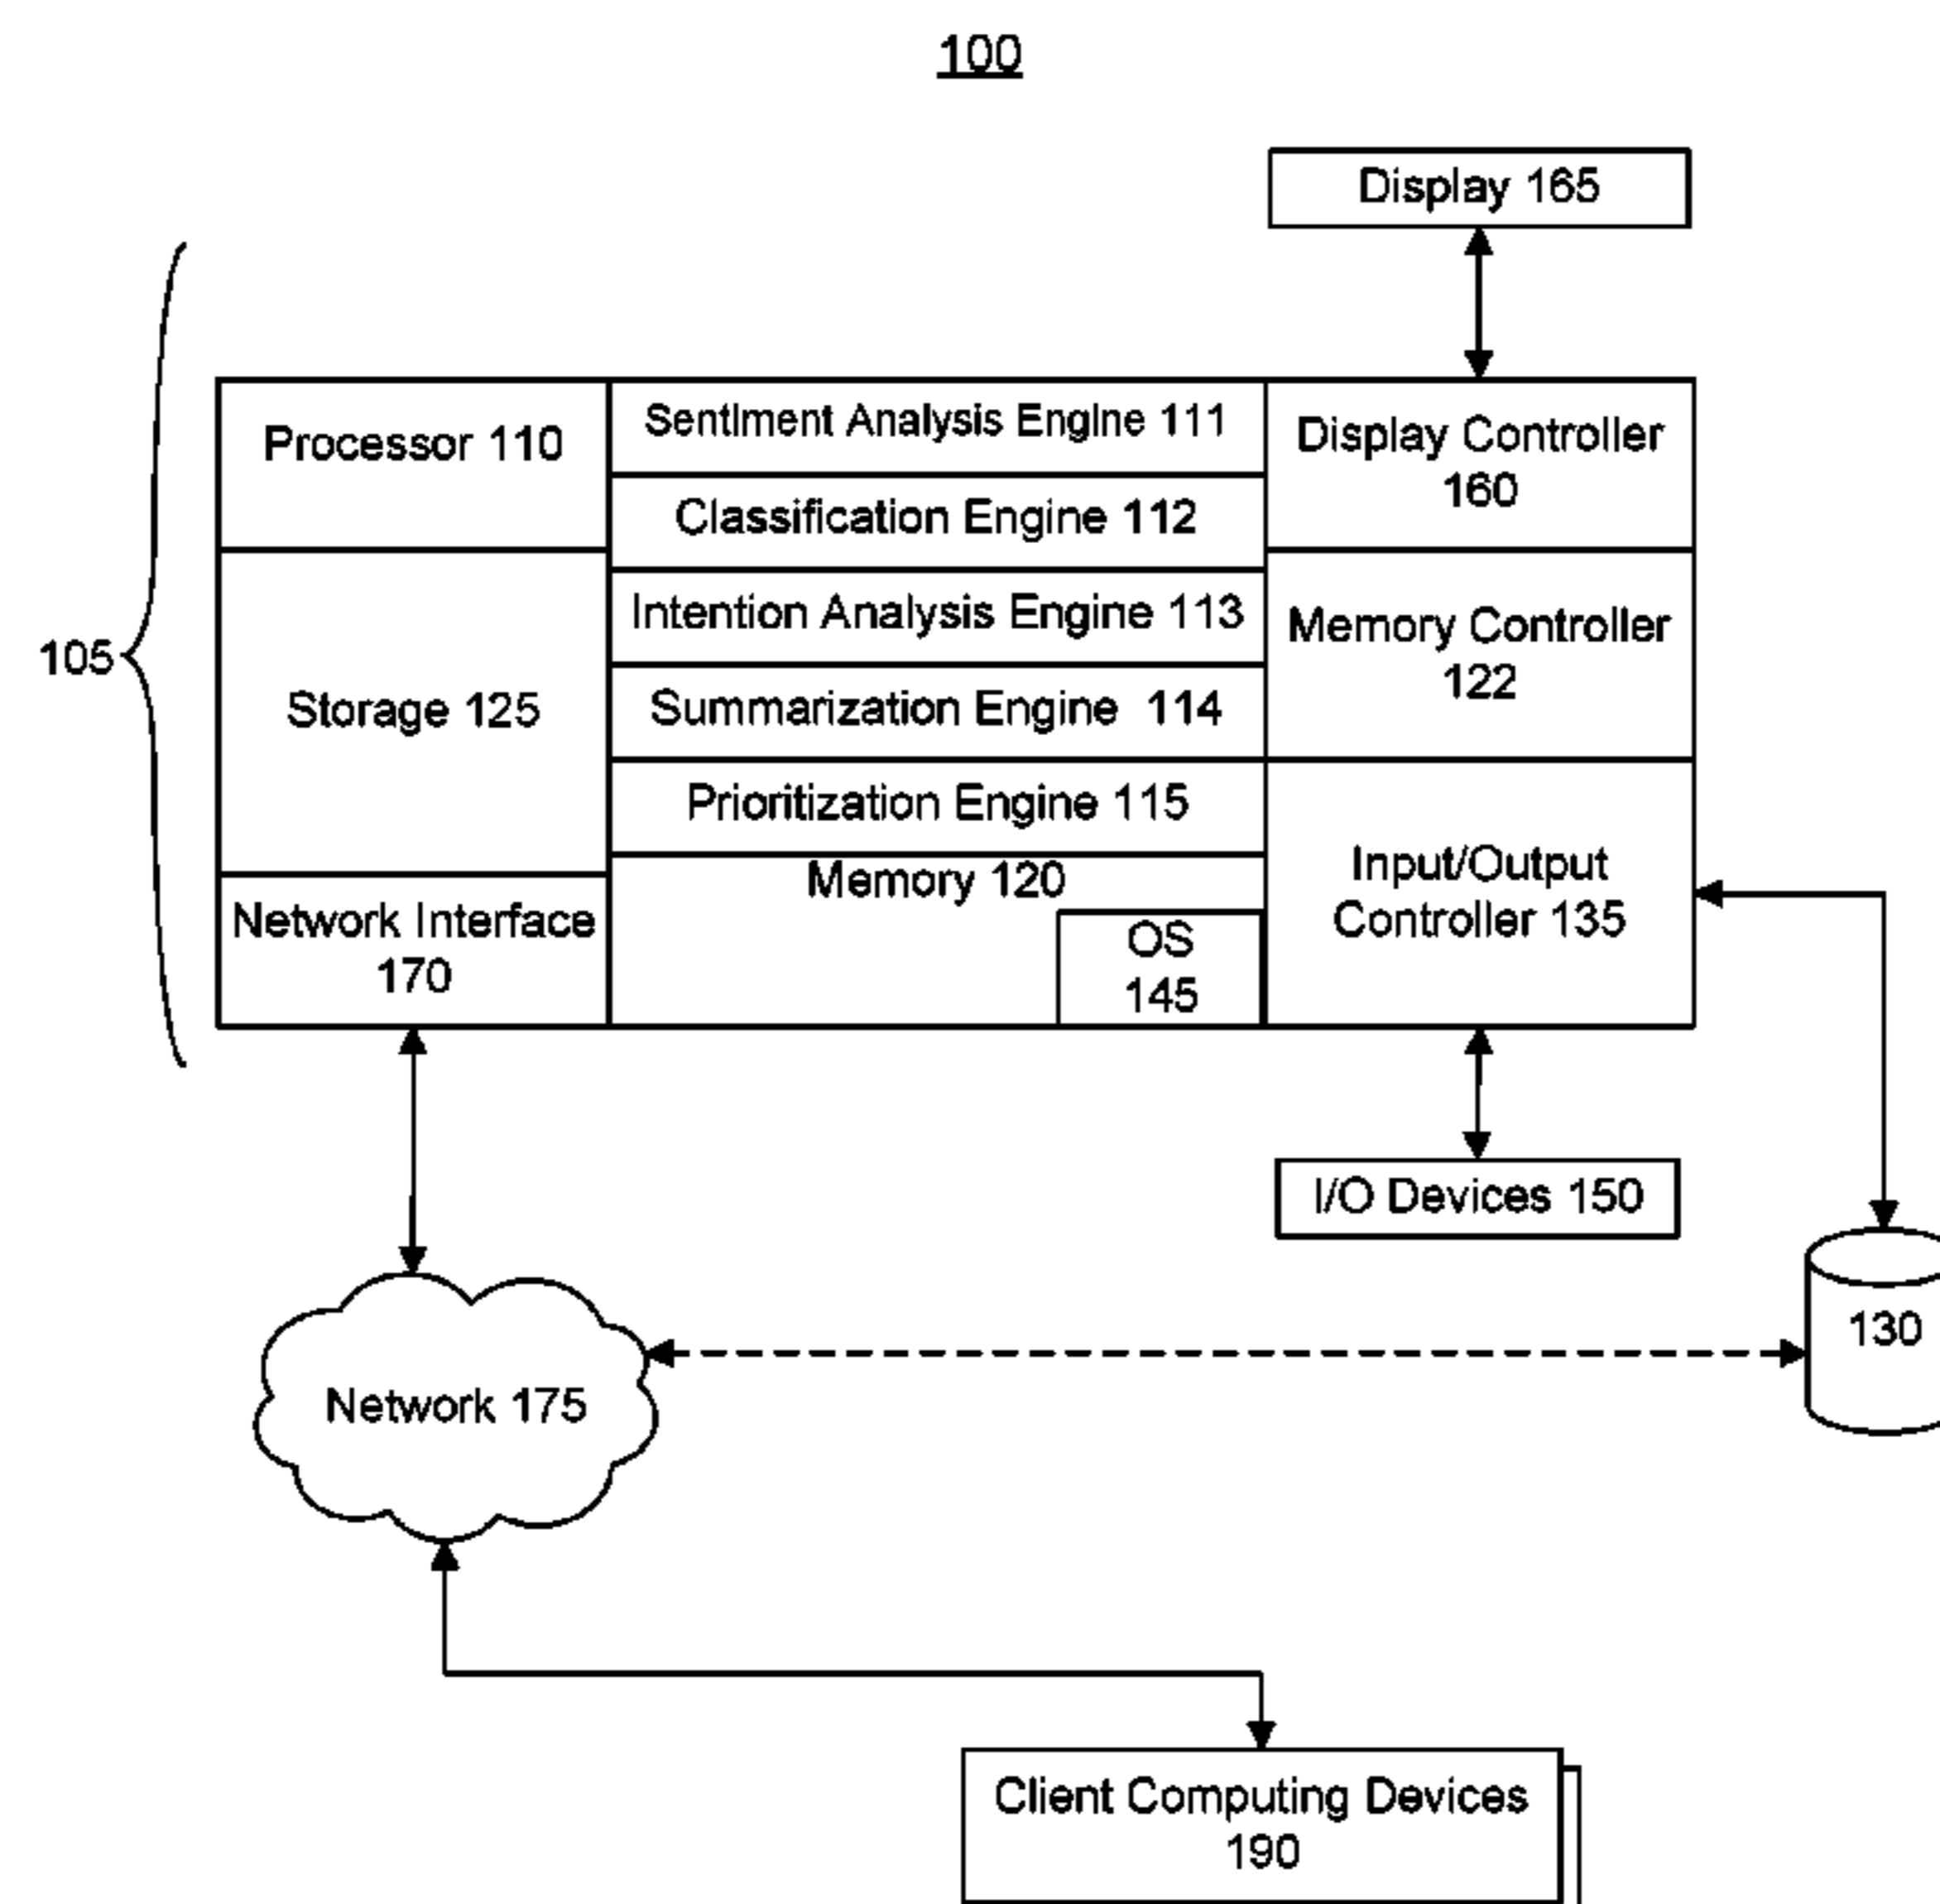 100
Display 165
105
Processor 110
Storage 125
Network Interface
170
Sentiment Analysis Engine 111
Classification Engine 112
Intention Analysis Engine 113
Summarization Engine 114
Prioritization Engine 115
Memory 120
OS
145
Display Controller
160
Memory Controller
122
Input/Output
Controller 135
I/O Devices 150
130
Network 175
Client Computing Devices
190